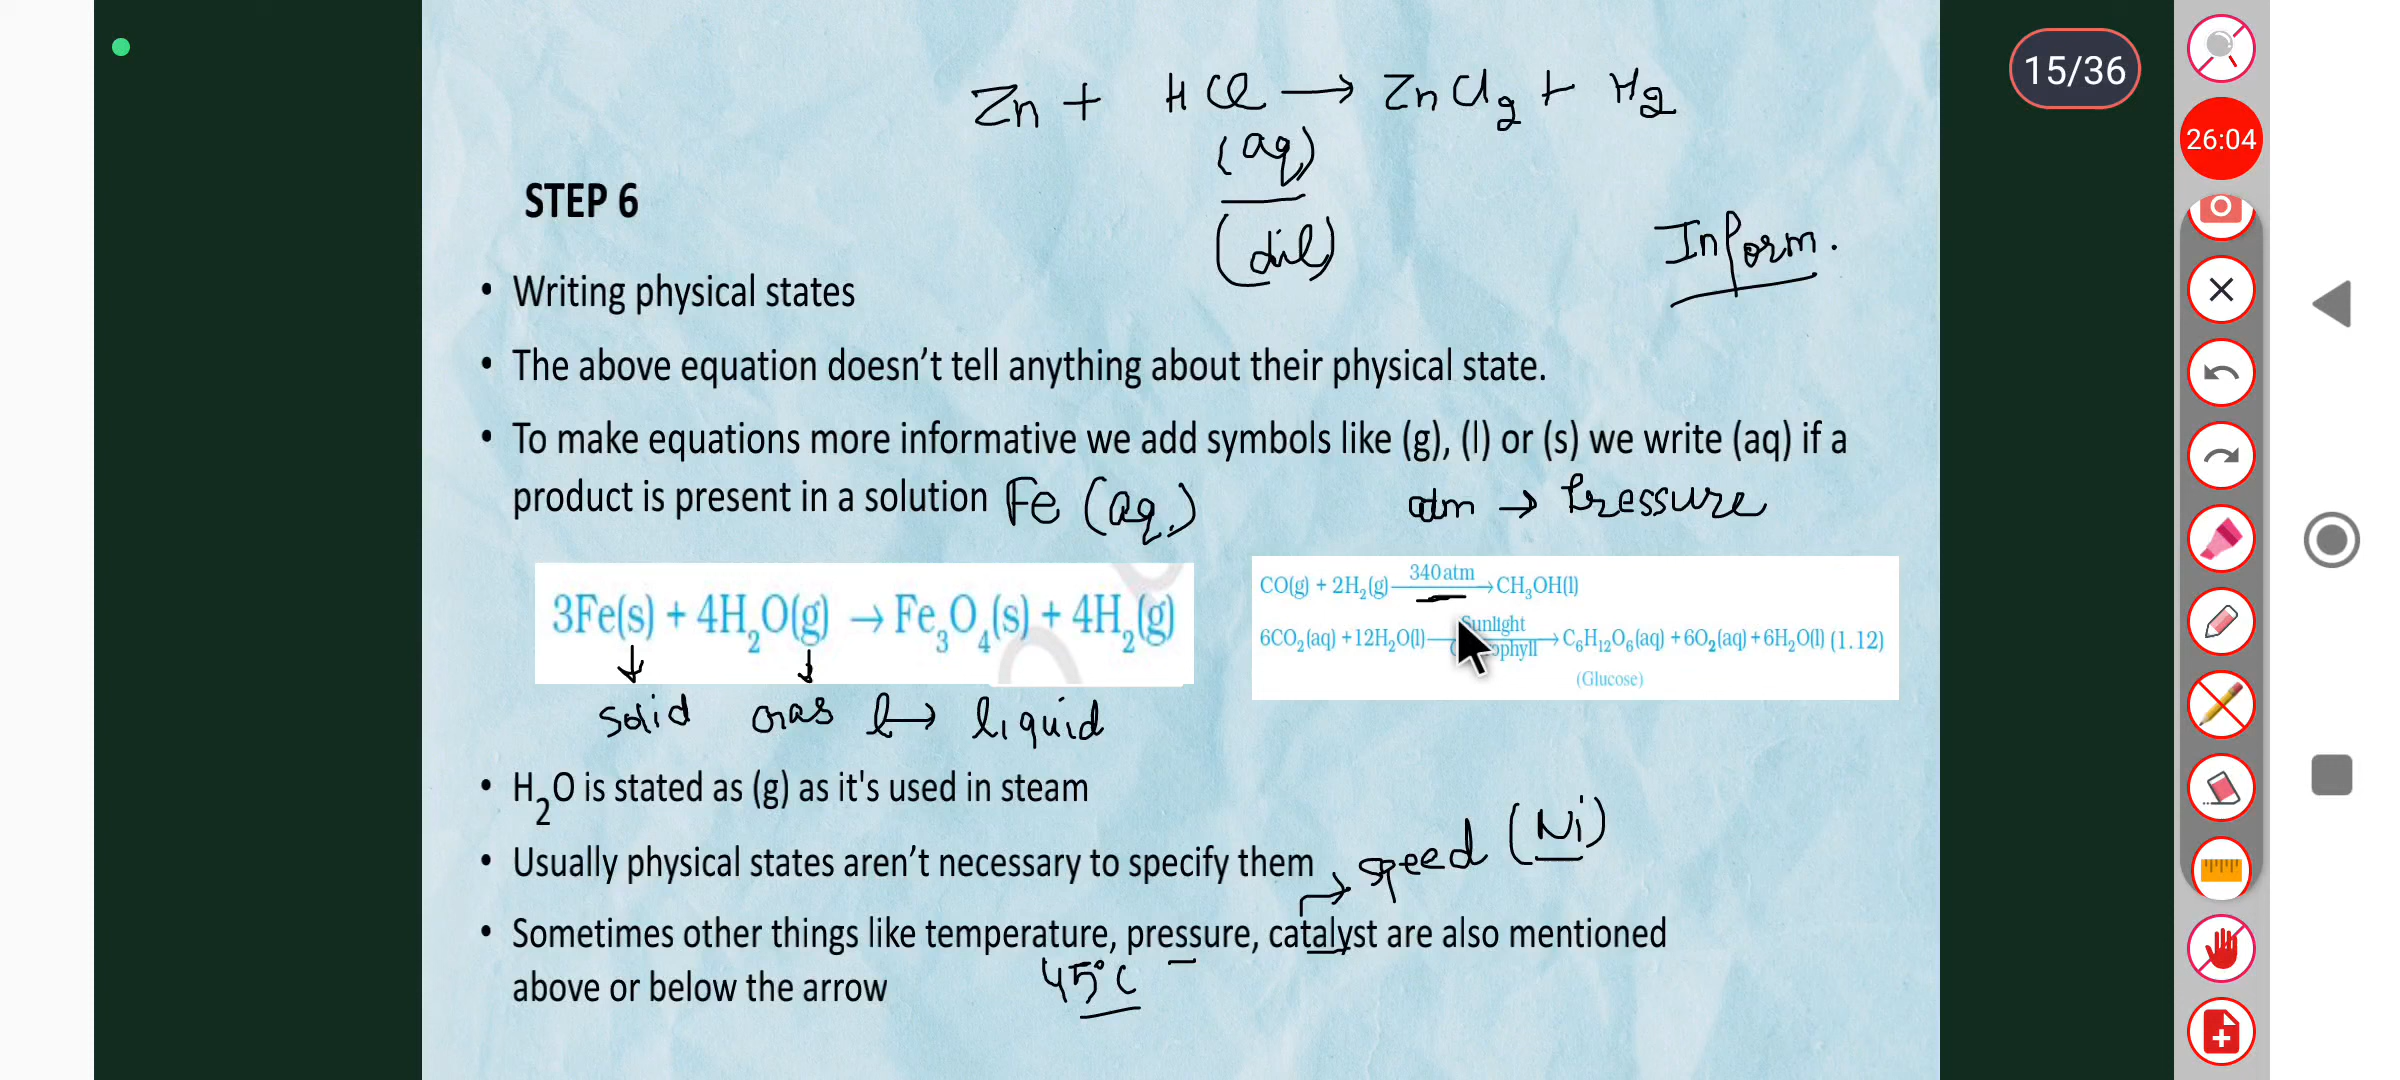 15/36
26:04
Zn + HCl → ZnCl₂ + H₂
(aq)
(dil)
STEP 6
Inform.
• Writing physical states
• The above equation doesn't tell anything about their physical state.
• To make equations more informative we add symbols like (g), (l) or (s) we write (aq) if a
product is present in a solution Fe (aq.)
atm → Pressure
3Fe(s) + 4H₂O(g) → Fe₃O₄(s) + 4H₂(g)
solid gas l → liquid
CO(g) + 2H₂(g) 340 atm → CH₃OH(l)
6CO₂(aq) +12H₂O(l) Sunlight → C₆H₁₂O₆(aq) + 6O₂(aq) + 6H₂O(l) (1.12)
(Glucose)
• H₂O is stated as (g) as it's used in steam
• Usually physical states aren't necessary to specify them
→ speed (Ni)
• Sometimes other things like temperature, pressure, catalyst are also mentioned
above or below the arrow
45°C